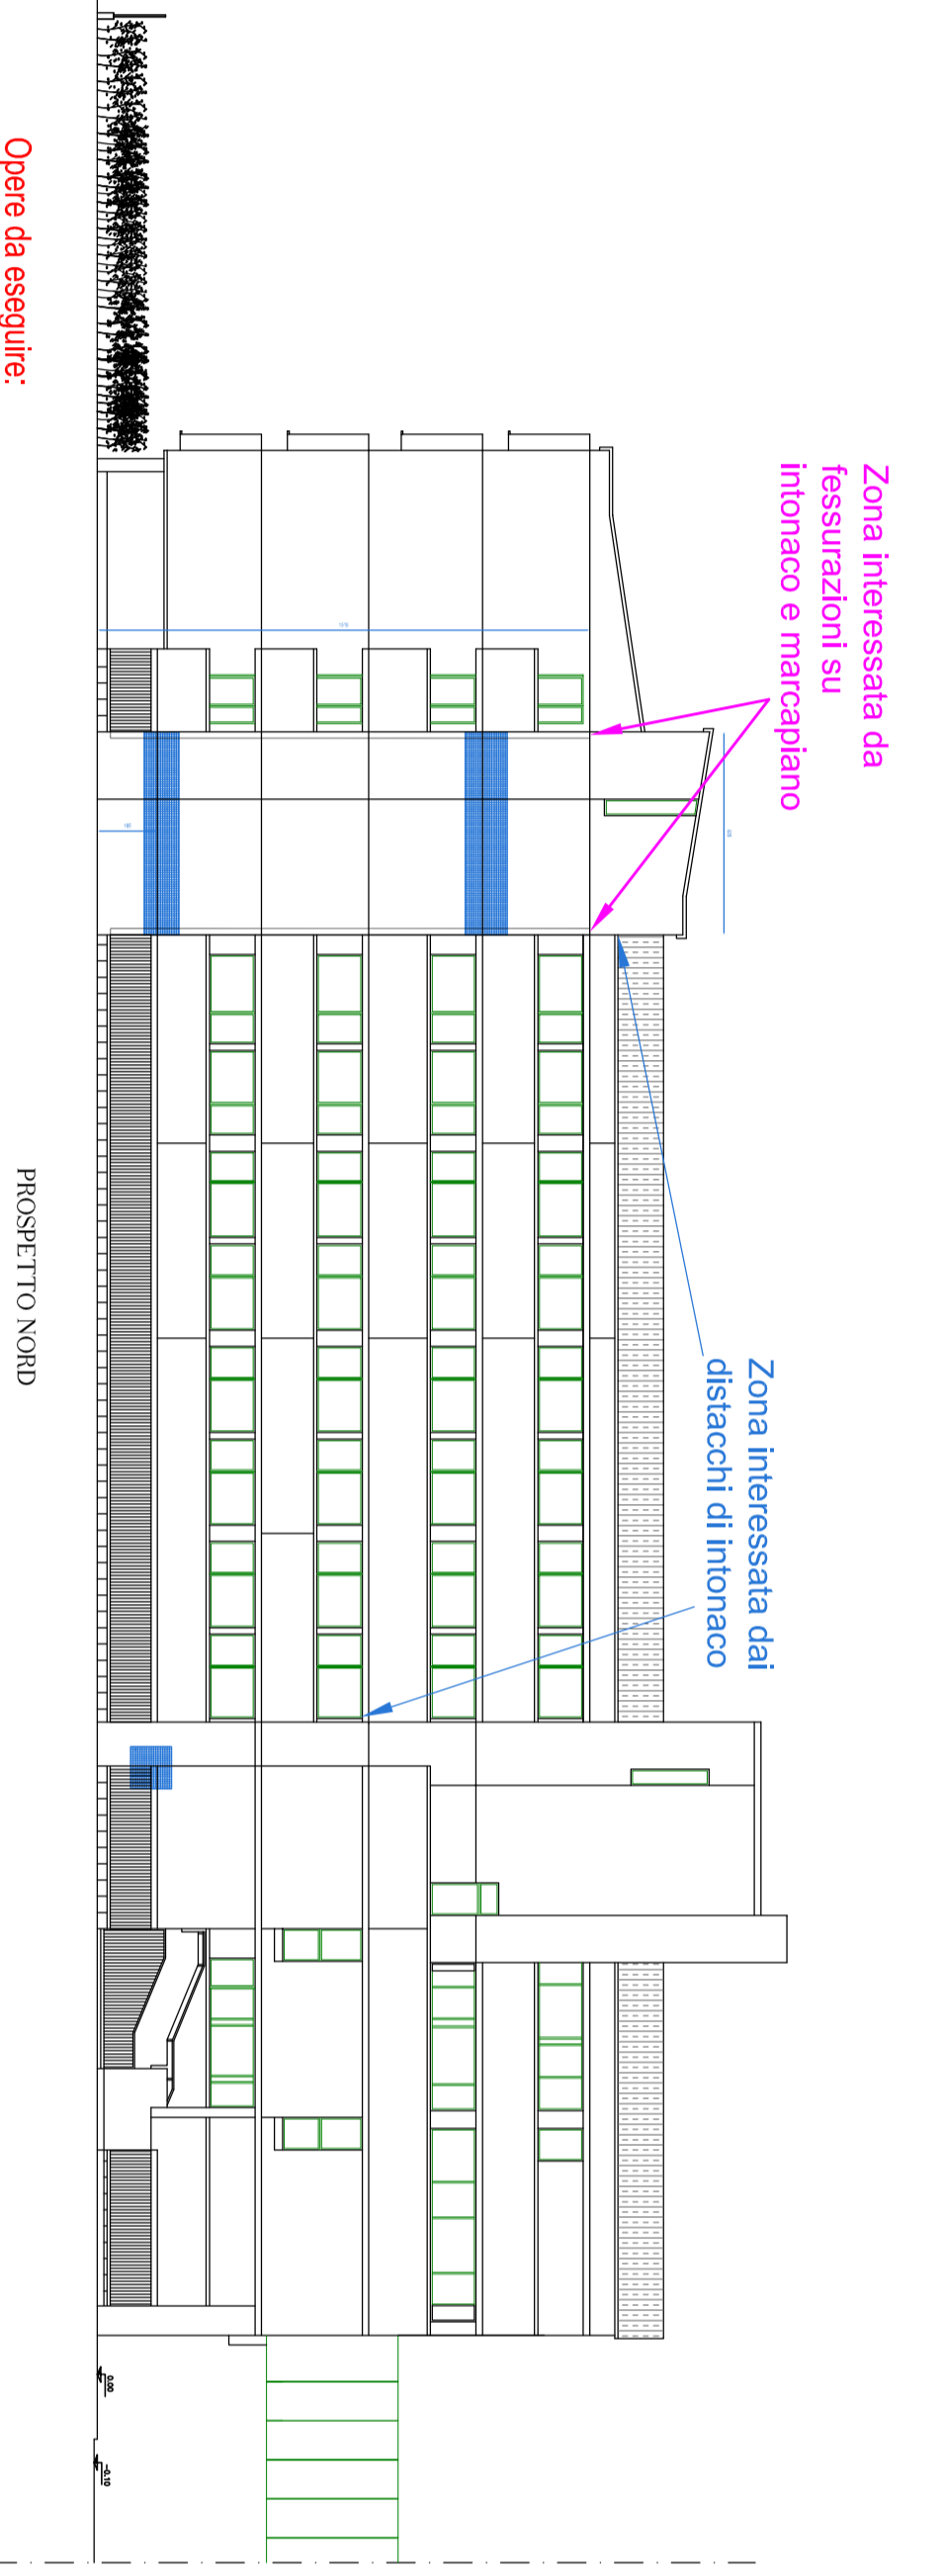 Zona interessata da
fessurazioni su
intonaco e marcapiano
Zona interessata dai
distacchi di intonaco
0.00
-0.10
PROSPETTO NORD
Opere da eseguire: